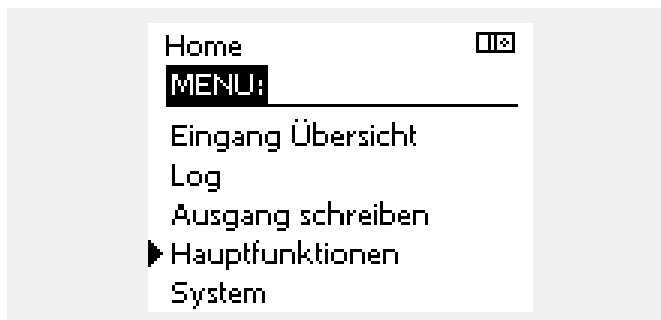 Home
MENU:
Eingang Übersicht
Log
Ausgang schreiben
Hauptfunktionen
System